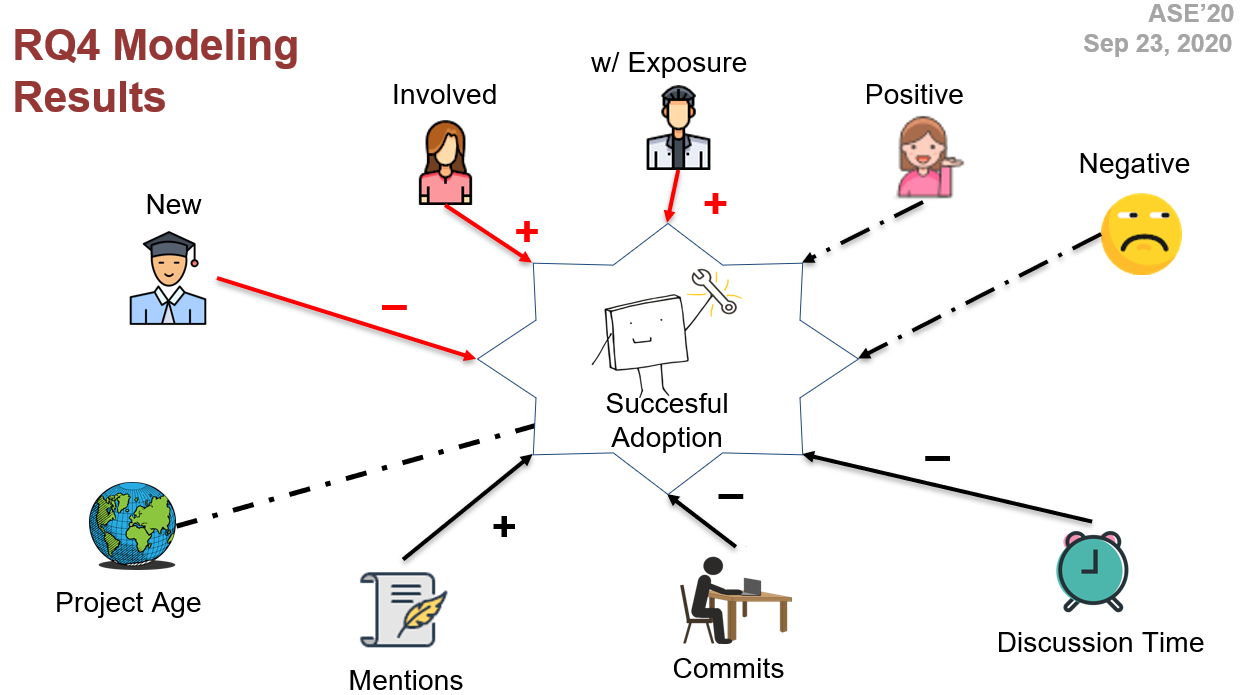 RQ4 Modeling
Results
ASE’20
Sep 23, 2020
w/ Exposure
Involved
Positive
Negative
New
+
+
−
Succesful
Adoption
−
−
+
Project Age
Mentions
Commits
Discussion Time